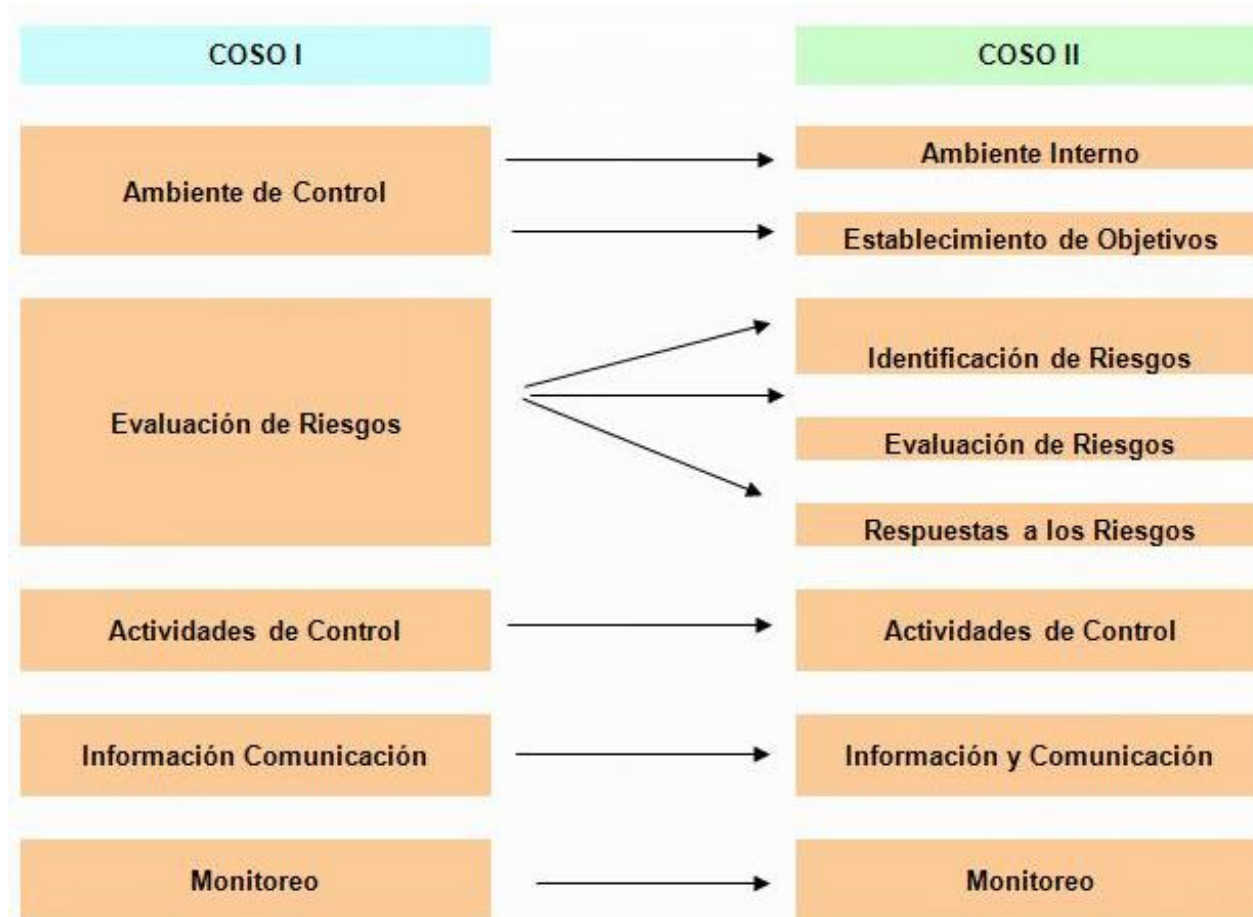 COSO I
COSO II
Ambiente de Control
Ambiente Interno
Establecimiento de Objetivos
Evaluación de Riesgos
Identificación de Riesgos
Evaluación de Riesgos
Respuestas a los Riesgos
Actividades de Control
Actividades de Control
Información Comunicación
Información y Comunicación
Monitoreo
Monitoreo